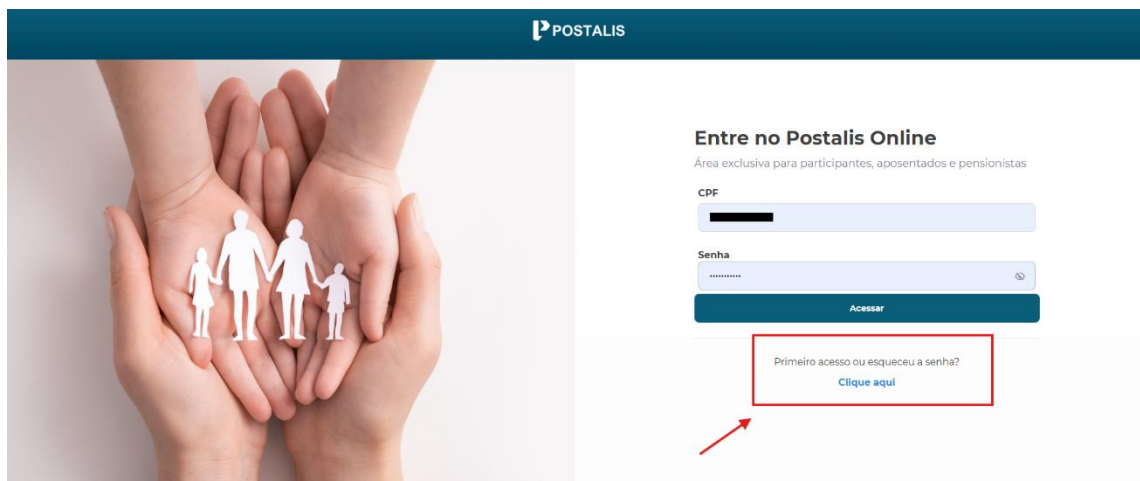 POSTALIS
Entre no Postalis Online
Área exclusiva para participantes, aposentados e pensionistas
CPF
Senha
Acessar
Primeiro acesso ou esqueceu a senha?
Clique aqui